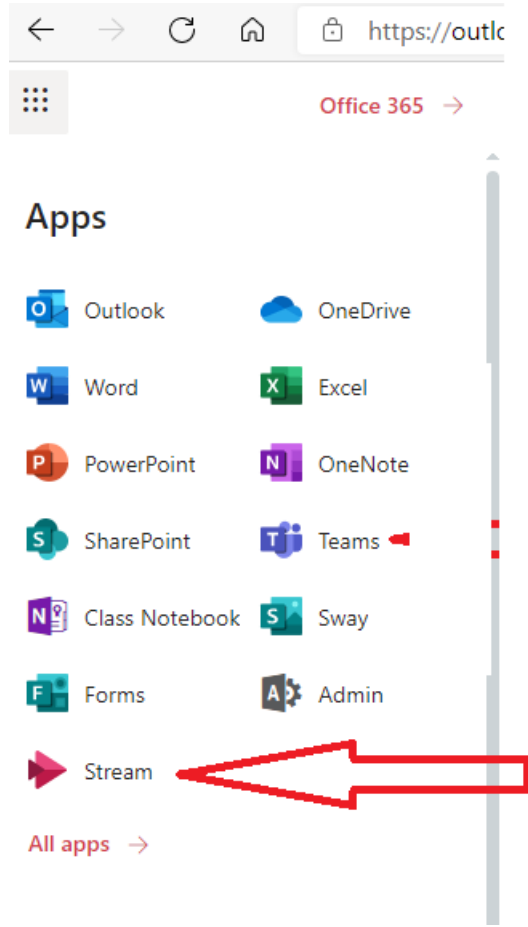 https://outlo
Office 365 →
Apps
Outlook
OneDrive
Word
Excel
PowerPoint
OneNote
SharePoint
Teams
Class Notebook
Sway
Forms
Admin
Stream
All apps →